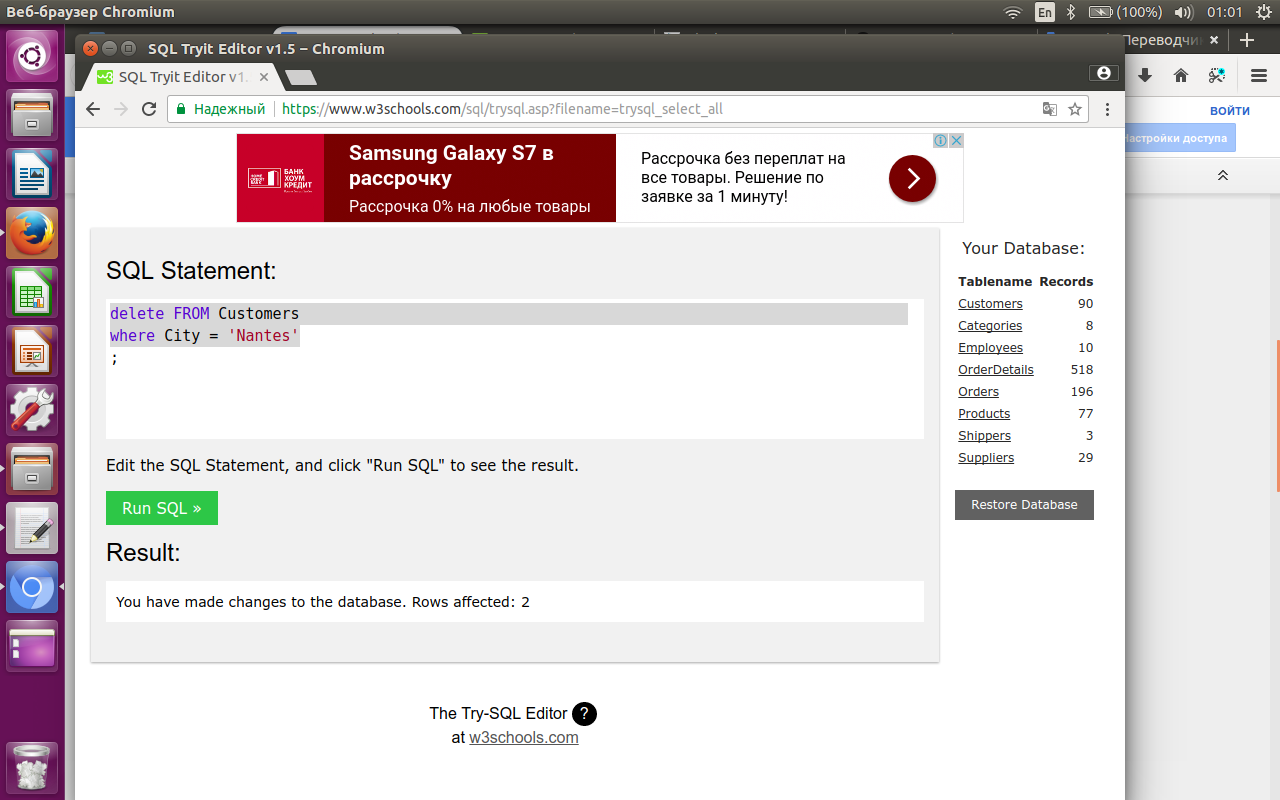 Веб-браузер Chromium
En
(100%)
01:01
SQL Tryit Editor v1.5 – Chromium
Переводчи
SQL Tryit Editor v1.
Надежный
https://www.w3schools.com/sql/trysql.asp?filename=trysql_select_all
ВОЙТИ
Настройки доступа
БАНК
ХОУМ
КРЕДИТ
Samsung Galaxy S7 в
рассрочку
Рассрочка 0% на любые товары
Рассрочка без переплат на
все товары. Решение по
заявке за 1 минуту!
SQL Statement:
delete FROM Customers
where City = 'Nantes'
;
Edit the SQL Statement, and click "Run SQL" to see the result.
Run SQL »
Result:
You have made changes to the database. Rows affected: 2
Your Database:
Tablename Records
Customers 90
Categories 8
Employees 10
OrderDetails 518
Orders 196
Products 77
Shippers 3
Suppliers 29
Restore Database
The Try-SQL Editor ?
at w3schools.com